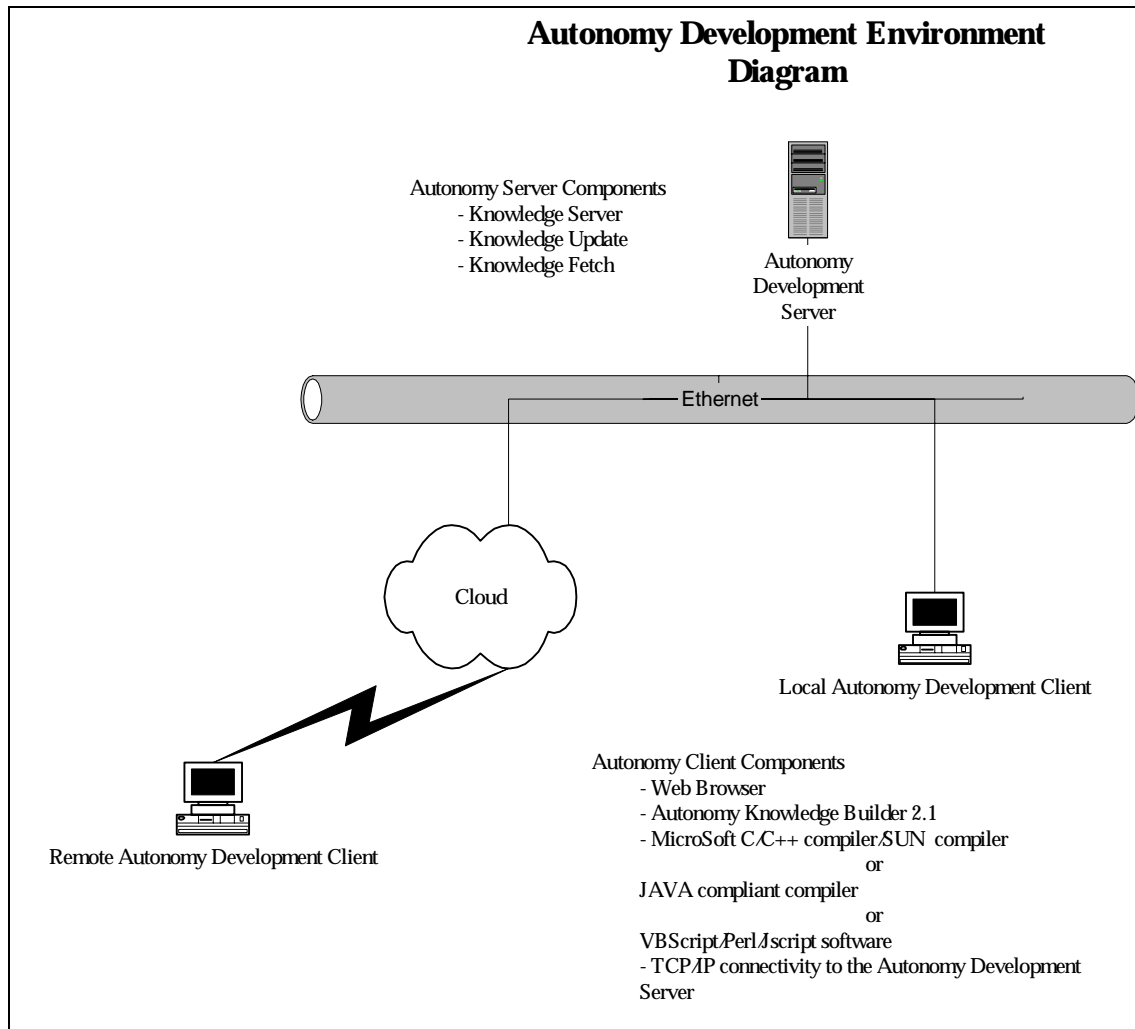 Autonomy Development Environment
Diagram
Autonomy Server Components
- Knowledge Server
- Knowledge Update
- Knowledge Fetch
Autonomy
Development
Server
Ethernet
Cloud
Local Autonomy Development Client
Remote Autonomy Development Client
Autonomy Client Components
- Web Browser
- Autonomy Knowledge Builder 2.1
- MicroSoft C/C++ compiler/SUN compiler
or
JAVA compliant compiler
or
VBScript/Perl/Jscript software
- TCP/IP connectivity to the Autonomy Development
Server